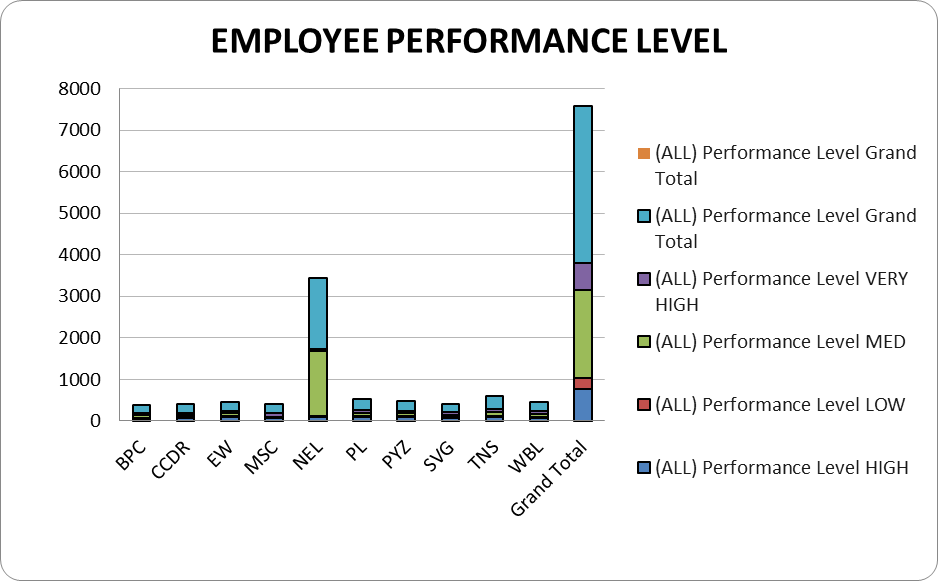 EMPLOYEE PERFORMANCE LEVEL
8000
7000
6000
5000
4000
3000
2000
1000
0
BPC
CCDR
EW
MSC
NEL
PL
PYZ
SVG
TNS
WBL
Grand Total
(ALL) Performance Level Grand
Total
(ALL) Performance Level Grand
Total
(ALL) Performance Level VERY
HIGH
(ALL) Performance Level MED
(ALL) Performance Level LOW
(ALL) Performance Level HIGH